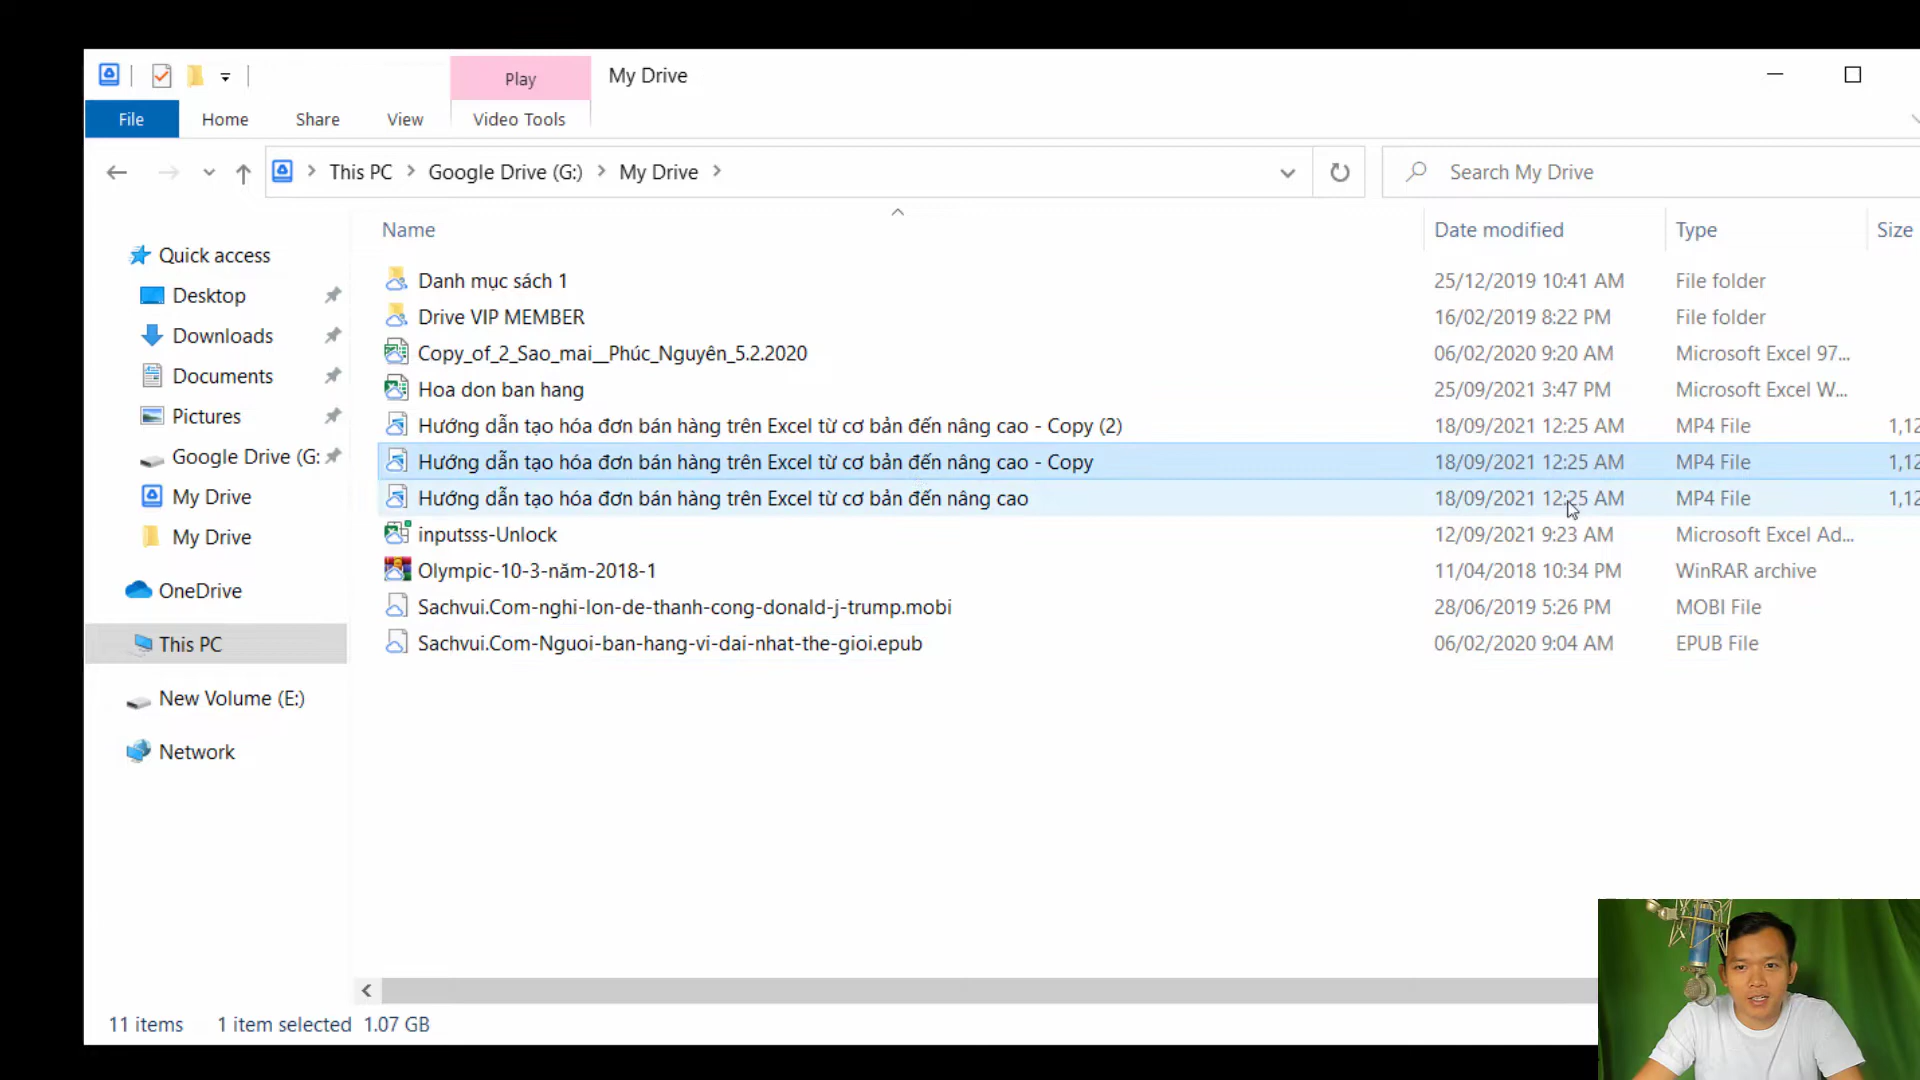 Play
My Drive
File
Home
Share
View
Video Tools
This PC
Google Drive (G:)
My Drive
Search My Drive
Name
Date modified
Type
Size
Quick access
Desktop
Downloads
Documents
Pictures
Google Drive (G:
My Drive
My Drive
OneDrive
This PC
New Volume (E:)
Network
Danh mục sách 1 25/12/2019 10:41 AM File folder
Drive VIP MEMBER 16/02/2019 8:22 PM File folder
Copy_of_2_Sao_mai__Phúc_Nguyên_5.2.2020 06/02/2020 9:20 AM Microsoft Excel 97...
Hoa don ban hang 25/09/2021 3:47 PM Microsoft Excel W...
Hướng dẫn tạo hóa đơn bán hàng trên Excel từ cơ bản đến nâng cao - Copy (2) 18/09/2021 12:25 AM MP4 File 1,12
Hướng dẫn tạo hóa đơn bán hàng trên Excel từ cơ bản đến nâng cao - Copy 18/09/2021 12:25 AM MP4 File 1,12
Hướng dẫn tạo hóa đơn bán hàng trên Excel từ cơ bản đến nâng cao 18/09/2021 12:25 AM MP4 File 1,12
inputsss-Unlock 12/09/2021 9:23 AM Microsoft Excel Ad...
Olympic-10-3-năm-2018-1 11/04/2018 10:34 PM WinRAR archive
Sachvui.Com-nghi-lon-de-thanh-cong-donald-j-trump.mobi 28/06/2019 5:26 PM MOBI File
Sachvui.Com-Nguoi-ban-hang-vi-dai-nhat-the-gioi.epub 06/02/2020 9:04 AM EPUB File
11 items 1 item selected 1.07 GB